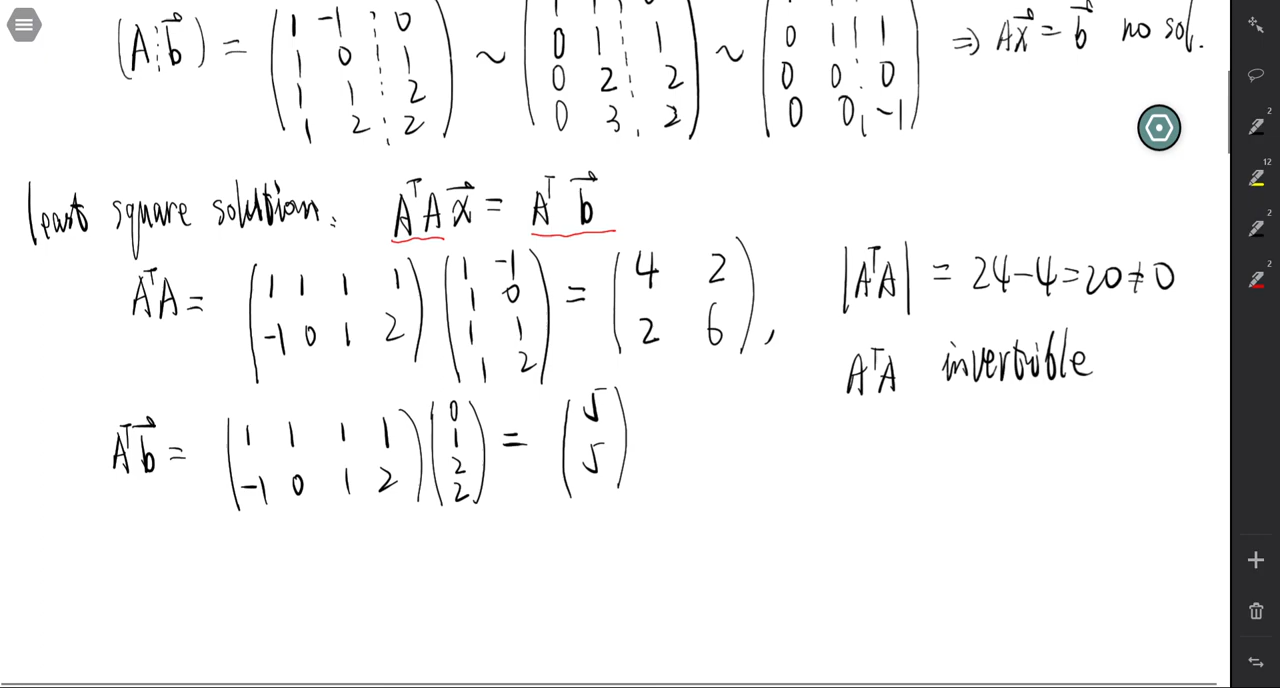 (A⋮b⃗) = (1 -1 ⋮ 0; 1 0 ⋮ 1; 1 1 ⋮ 2; 1 2 ⋮ 2) ~ (0 1 ⋮ 1; 0 2 ⋮ 2; 0 3 ⋮ 2) ~ (0 1 ⋮ 1; 0 0 ⋮ 0; 0 0 ⋮ -1) ⇒ Ax⃗ = b⃗ no sol.
least square solution: AᵀAx⃗ = Aᵀb⃗
AᵀA = (1 1 1 1; -1 0 1 2)(1 -1; 1 0; 1 1; 1 2) = (4 2; 2 6), |AᵀA| = 24-4=20≠0
AᵀA invertible
Aᵀb⃗ = (1 1 1 1; -1 0 1 2)(0; 1; 2; 2) = (5; 5)
2
12
2
2